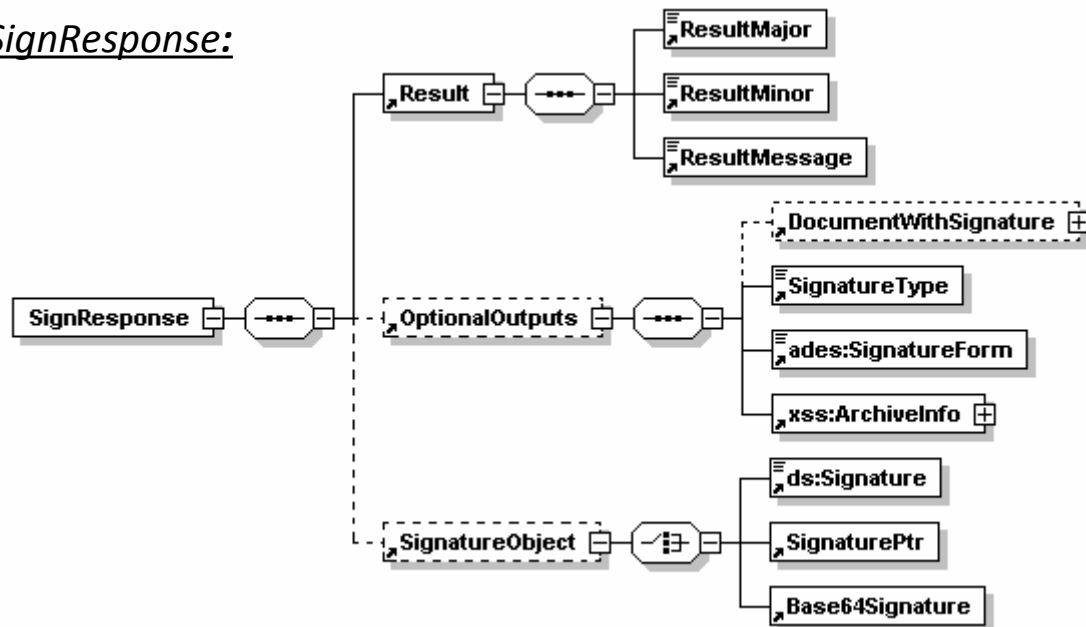 SignResponse:
ResultMajor
Result
ResultMinor
ResultMessage
DocumentWithSignature
SignatureType
SignResponse
OptionalOutputs
ades:SignatureForm
xss:ArchiveInfo
ds:Signature
SignatureObject
SignaturePtr
Base64Signature